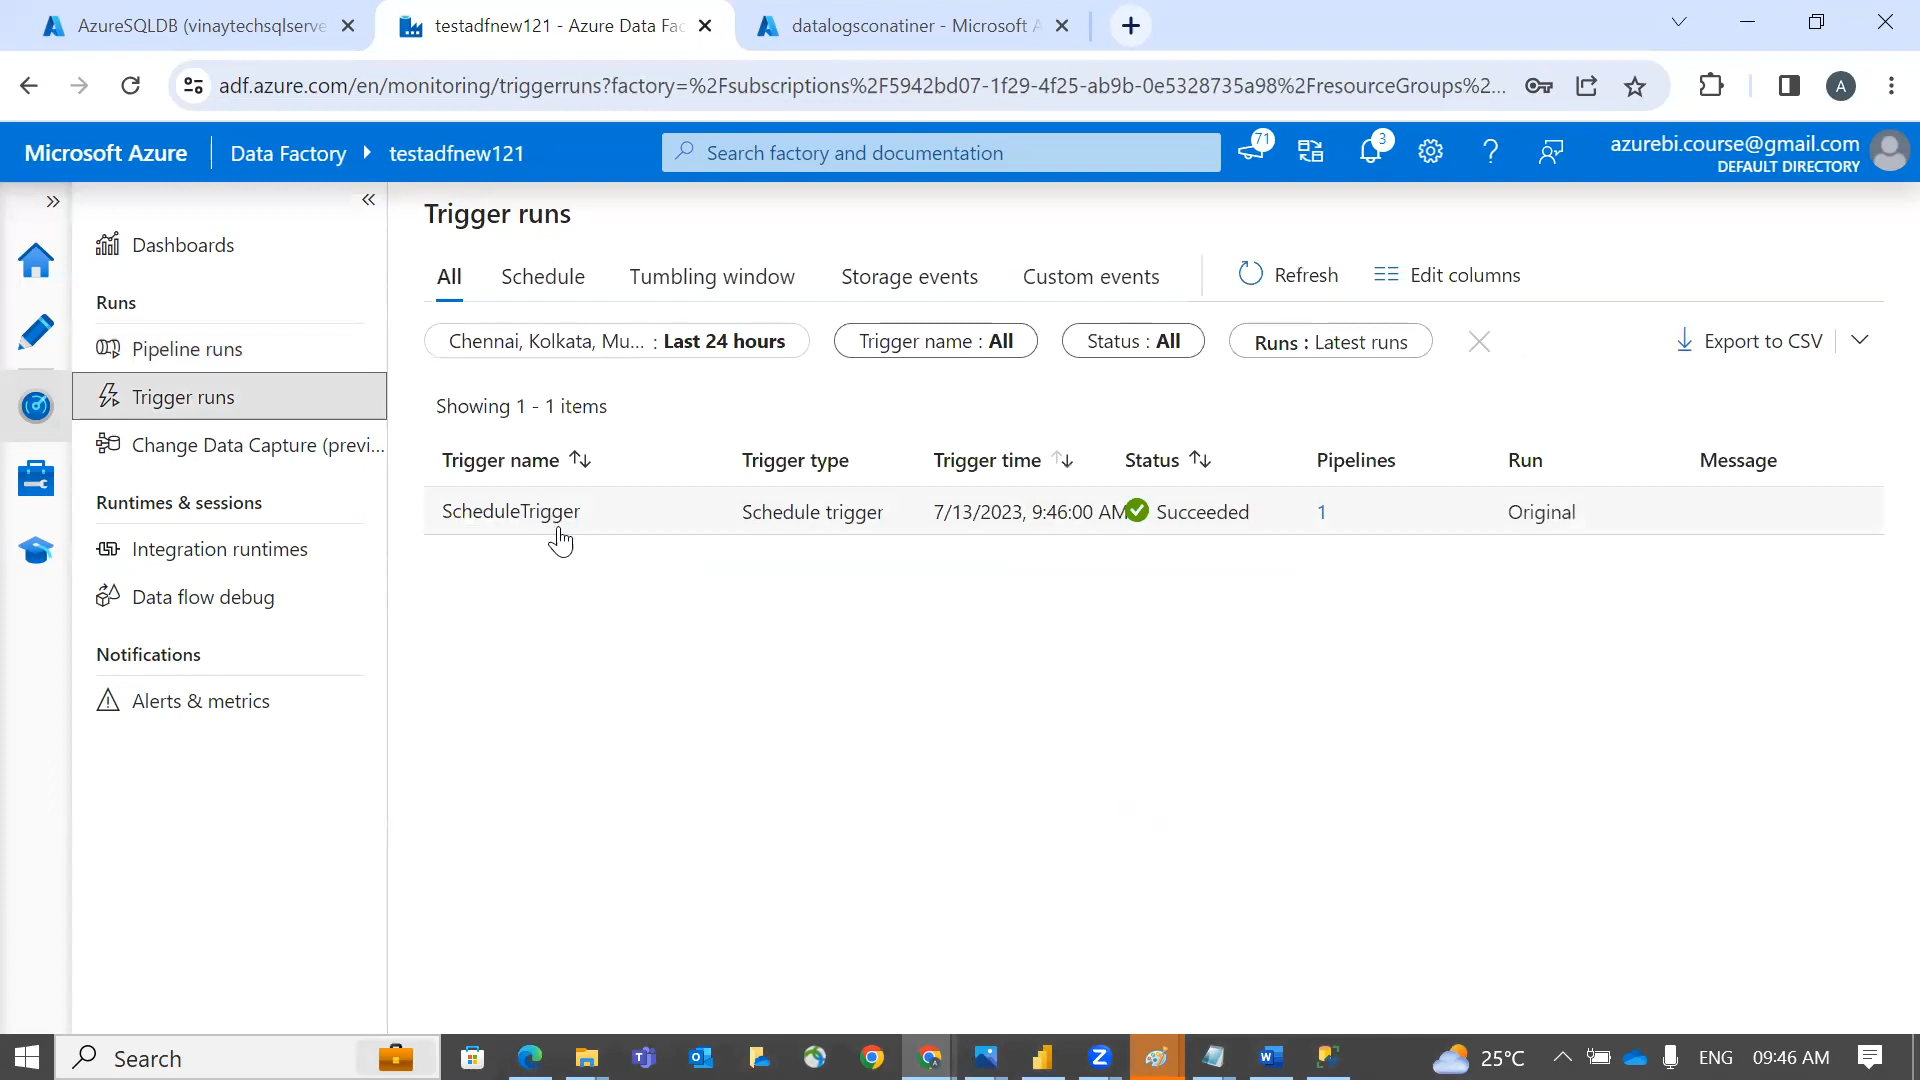 AzureSQLDB (vinaytechsqlserve
testadfnew121 - Azure Data Fac
datalogsconatiner - Microsoft A
adf.azure.com/en/monitoring/triggerruns?factory=%2Fsubscriptions%2F5942bd07-1f29-4f25-ab9b-0e5328735a98%2FresourceGroups%2...
A
Microsoft Azure
Data Factory
testadfnew121
Search factory and documentation
71
3
azurebi.course@gmail.com
DEFAULT DIRECTORY
Dashboards
Runs
Pipeline runs
Trigger runs
Change Data Capture (previ...
Runtimes & sessions
Integration runtimes
Data flow debug
Notifications
Alerts & metrics
Trigger runs
All Schedule Tumbling window Storage events Custom events Refresh Edit columns
Chennai, Kolkata, Mu... : Last 24 hours Trigger name : All Status : All Runs : Latest runs Export to CSV
Showing 1 - 1 items
Trigger name Trigger type Trigger time Status Pipelines Run Message
ScheduleTrigger Schedule trigger 7/13/2023, 9:46:00 AM Succeeded 1 Original
Search
25°C ENG 09:46 AM